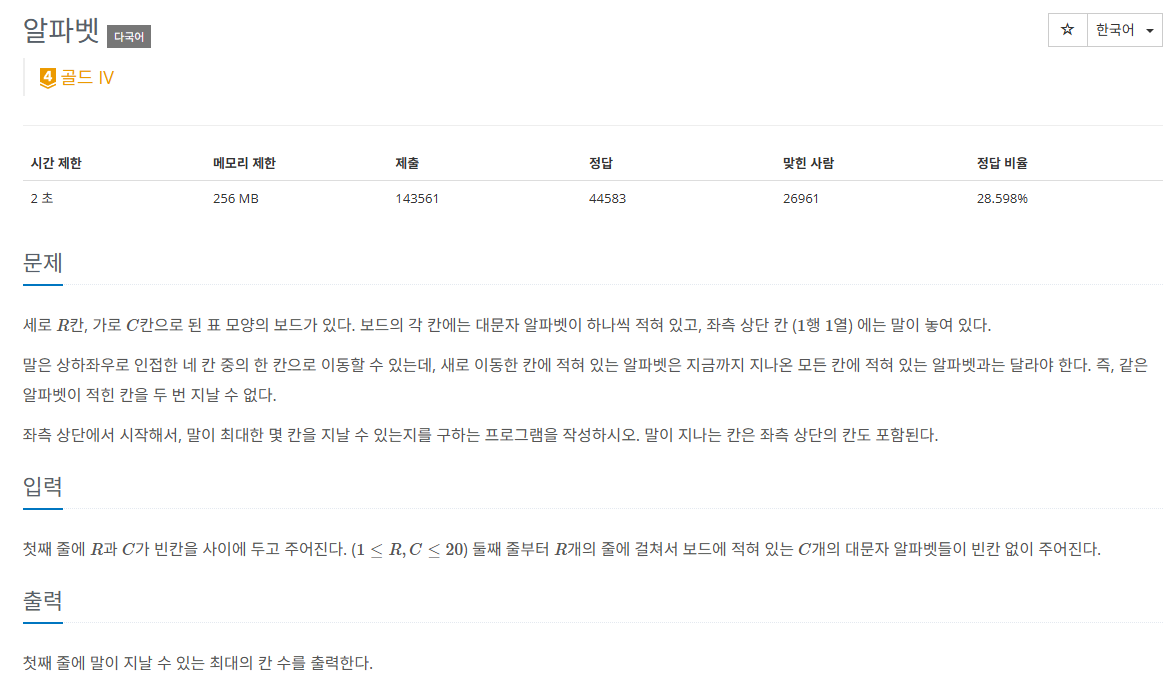 알파벳 다국어
☆ 한국어
4 골드 IV
시간 제한 메모리 제한 제출 정답 맞힌 사람 정답 비율
2 초 256 MB 143561 44583 26961 28.598%
문제
세로 R칸, 가로 C칸으로 된 표 모양의 보드가 있다. 보드의 각 칸에는 대문자 알파벳이 하나씩 적혀 있고, 좌측 상단 칸 (1행 1열) 에는 말이 놓여 있다.
말은 상하좌우로 인접한 네 칸 중의 한 칸으로 이동할 수 있는데, 새로 이동한 칸에 적혀 있는 알파벳은 지금까지 지나온 모든 칸에 적혀 있는 알파벳과는 달라야 한다. 즉, 같은
알파벳이 적힌 칸을 두 번 지날 수 없다.
좌측 상단에서 시작해서, 말이 최대한 몇 칸을 지날 수 있는지를 구하는 프로그램을 작성하시오. 말이 지나는 칸은 좌측 상단의 칸도 포함된다.
입력
첫째 줄에 R과 C가 빈칸을 사이에 두고 주어진다. (1 ≤ R, C ≤ 20) 둘째 줄부터 R개의 줄에 걸쳐서 보드에 적혀 있는 C개의 대문자 알파벳들이 빈칸 없이 주어진다.
출력
첫째 줄에 말이 지날 수 있는 최대의 칸 수를 출력한다.